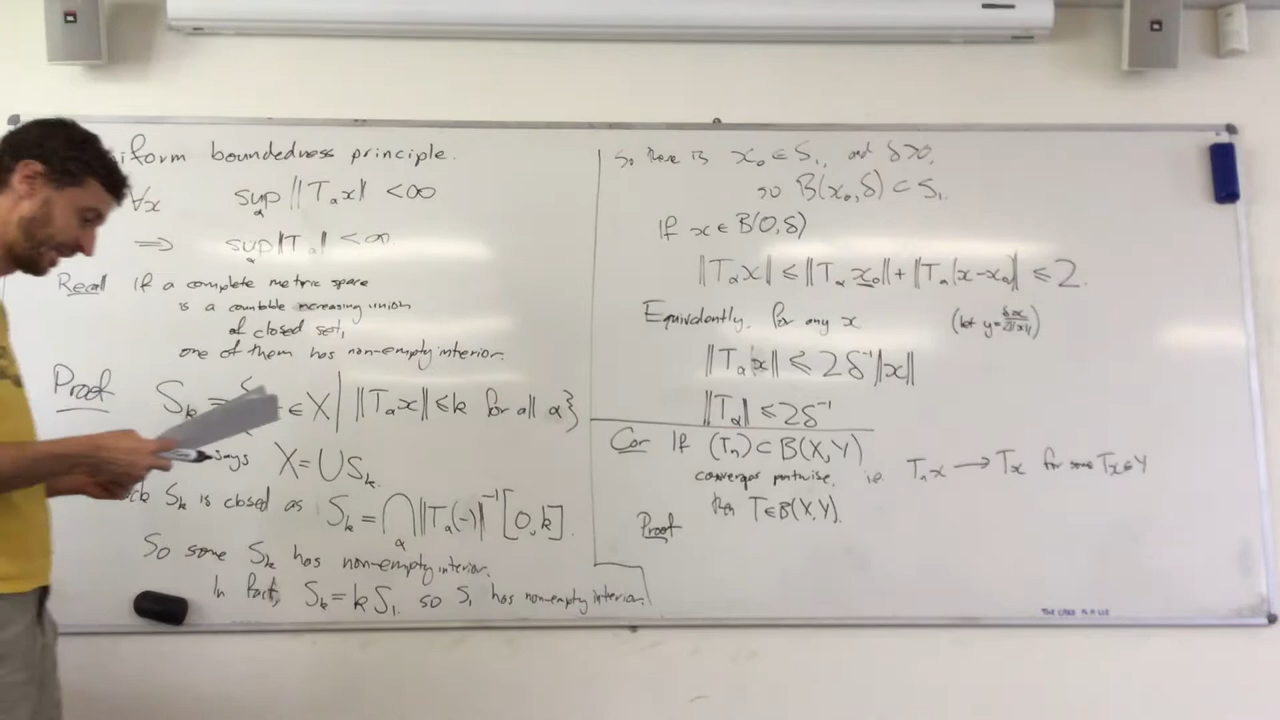 iform boundedness principle.
∀x sup_α ||T_α x|| < ∞
⟹ sup_α ||T_α|| < ∞.
Recall If a complete metric space
is a countable increasing union
of closed sets,
one of them has non-empty interior.
Proof S_k = { ∈ X | ||T_α x|| ≤ k for all α}
says X = ∪ S_k.
ck S_k is closed as S_k = ⋂_α ||T_α(-)||⁻¹ [0,k].
So some S_k has non-empty interior.
In fact, S_k = k S_1. so S_1 has non-empty interior.
So there is x_0 ∈ S_1, and δ>0,
so B(x_0, δ) ⊂ S_1.
If x ∈ B(0, δ)
||T_α x|| ≤ ||T_α x_0|| + ||T_α(x-x_0)|| ≤ 2.
Equivalently, for any x (let y = δx/2||x||)
||T_α x|| ≤ 2δ⁻¹||x||
||T_α|| ≤ 2δ⁻¹
Cor If (T_n) ⊂ B(X,Y)
converges pointwise, i.e. T_n x ⟶ Tx for some Tx∈Y
then T∈B(X,Y).
Proof